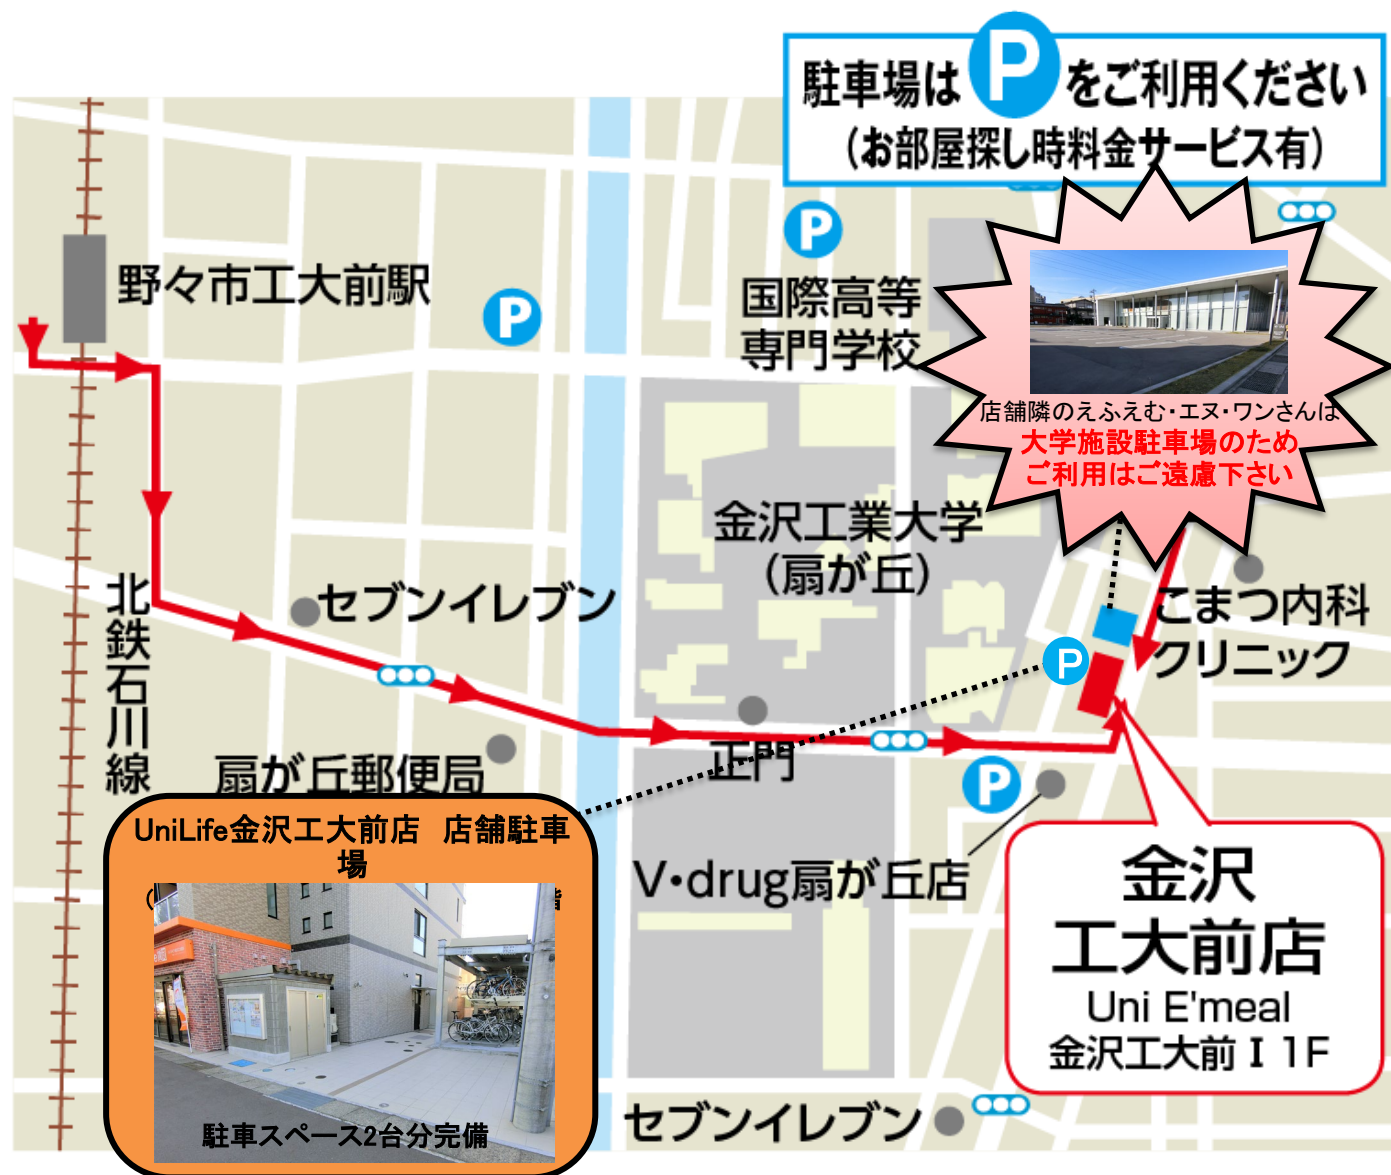 駐車場は P をご利用ください
(お部屋探し時料金サービス有)
P
野々市工大前駅
P
国際高等
専門学校
店舗隣のえふえむ・エヌ・ワンさんは
大学施設駐車場のため
ご利用はご遠慮下さい
金沢工業大学
(扇が丘)
北鉄石川線
セブンイレブン
こまつ内科
クリニック
P
正門
扇が丘郵便局
P
UniLife金沢工大前店 店舗駐車
場
駐車スペース2台分完備
V・drug扇が丘店
金沢
工大前店
Uni E'meal
金沢工大前 I 1F
セブンイレブン